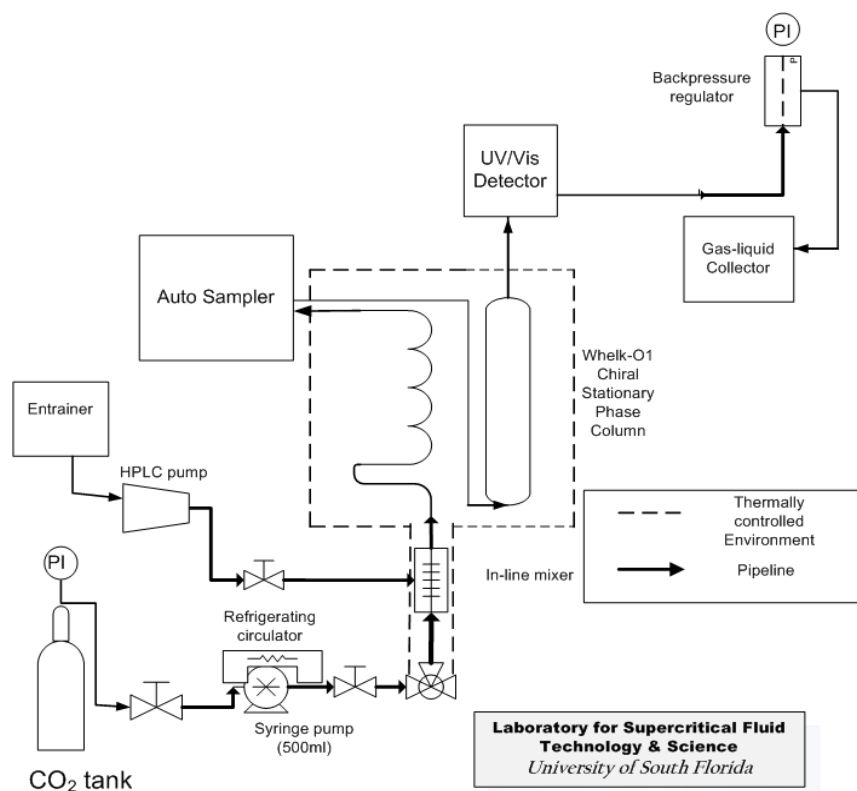 PI
Backpressure
regulator
P
UV/Vis
Detector
Gas-liquid
Collector
Auto Sampler
Whelk-O1
Chiral
Stationary
Phase
Column
Entrainer
HPLC pump
Thermally
controlled
Environment
Pipeline
In-line mixer
PI
Refrigerating
circulator
Syringe pump
(500ml)
CO₂ tank
Laboratory for Supercritical Fluid
Technology & Science
University of South Florida